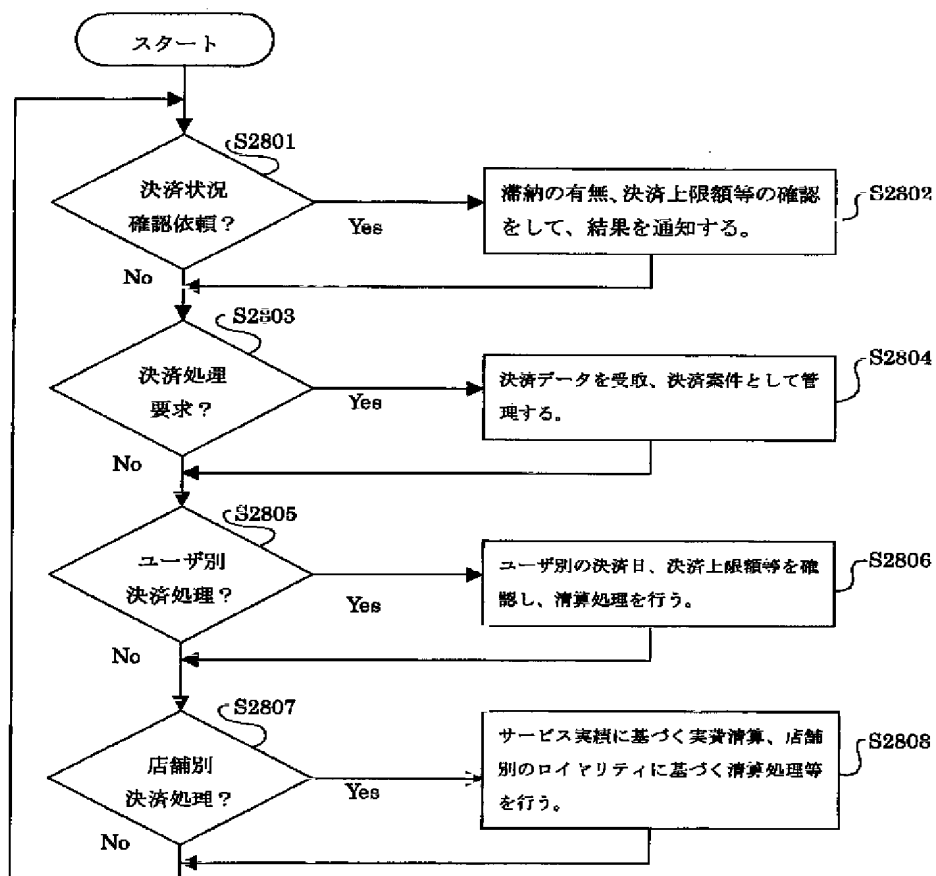 スタート
S2801
決済状況
確認依頼？
Yes
No
滞納の有無、決済上限額等の確認
をして、結果を通知する。
S2802
S2803
決済処理
要求？
Yes
No
決済データを受取、決済案件として管
理する。
S2804
S2805
ユーザ別
決済処理？
Yes
No
ユーザ別の決済日、決済上限額等を確
認し、清算処理を行う。
S2806
S2807
店舗別
決済処理？
Yes
No
サービス実績に基づく実費清算、店舗
別のロイヤリティに基づく清算処理等
を行う。
S2808